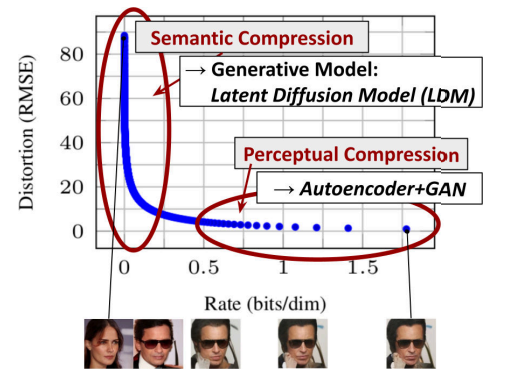 Semantic Compression
→ Generative Model:
Latent Diffusion Model (LDM)
Perceptual Compression
→ Autoencoder+GAN
Distortion (RMSE)
80
60
40
20
0
0
0.5
1
1.5
Rate (bits/dim)